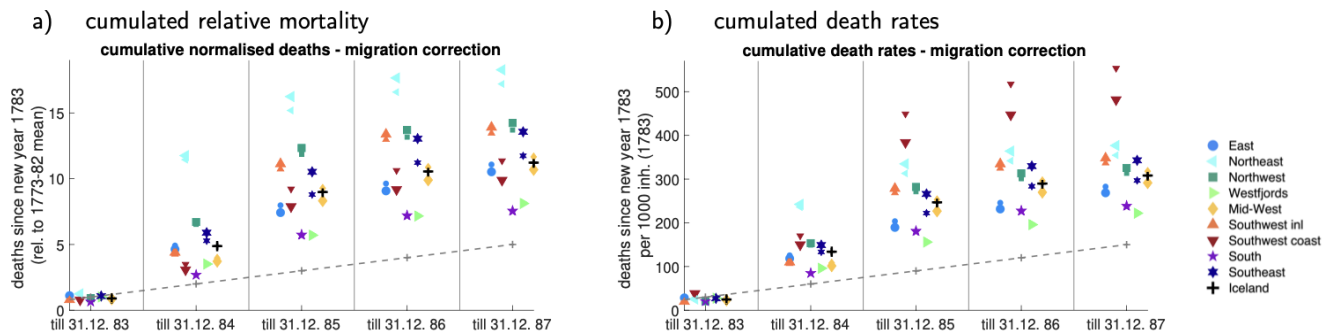 a) cumulated relative mortality
cumulative normalised deaths - migration correction
deaths since new year 1783
(rel. to 1773-82 mean)
15
10
5
0
till 31.12. 83
till 31.12. 84
till 31.12. 85
till 31.12. 86
till 31.12. 87
b) cumulated death rates
cumulative death rates - migration correction
deaths since new year 1783
per 1000 inh. (1783)
500
400
300
200
100
0
till 31.12. 83
till 31.12. 84
till 31.12. 85
till 31.12. 86
till 31.12. 87
East
Northeast
Northwest
Westfjords
Mid-West
Southwest inl
Southwest coast
South
Southeast
Iceland